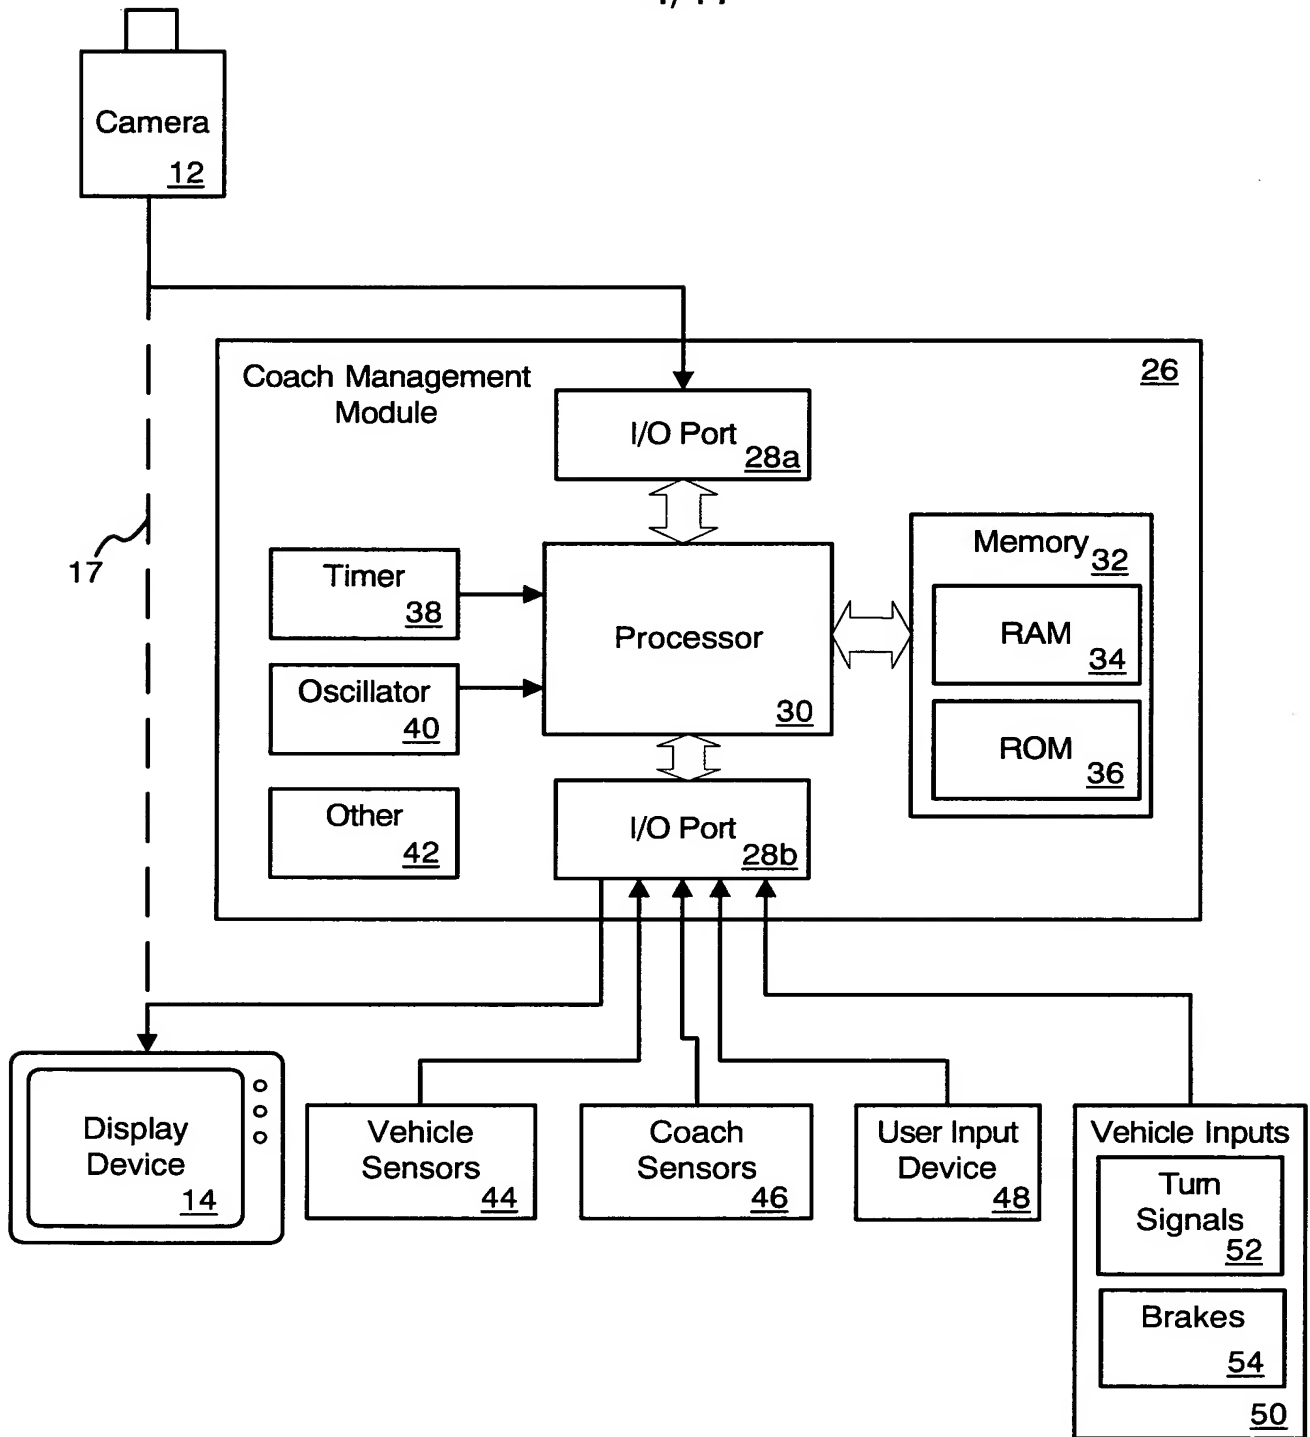 Camera
12
Coach Management
Module
26
I/O Port
28a
17
Timer
38
Memory
32
RAM
34
Processor
30
Oscillator
40
ROM
36
Other
42
I/O Port
28b
Display
Device
14
Vehicle
Sensors
44
Coach
Sensors
46
User Input
Device
48
Vehicle Inputs
Turn
Signals
52
Brakes
54
50